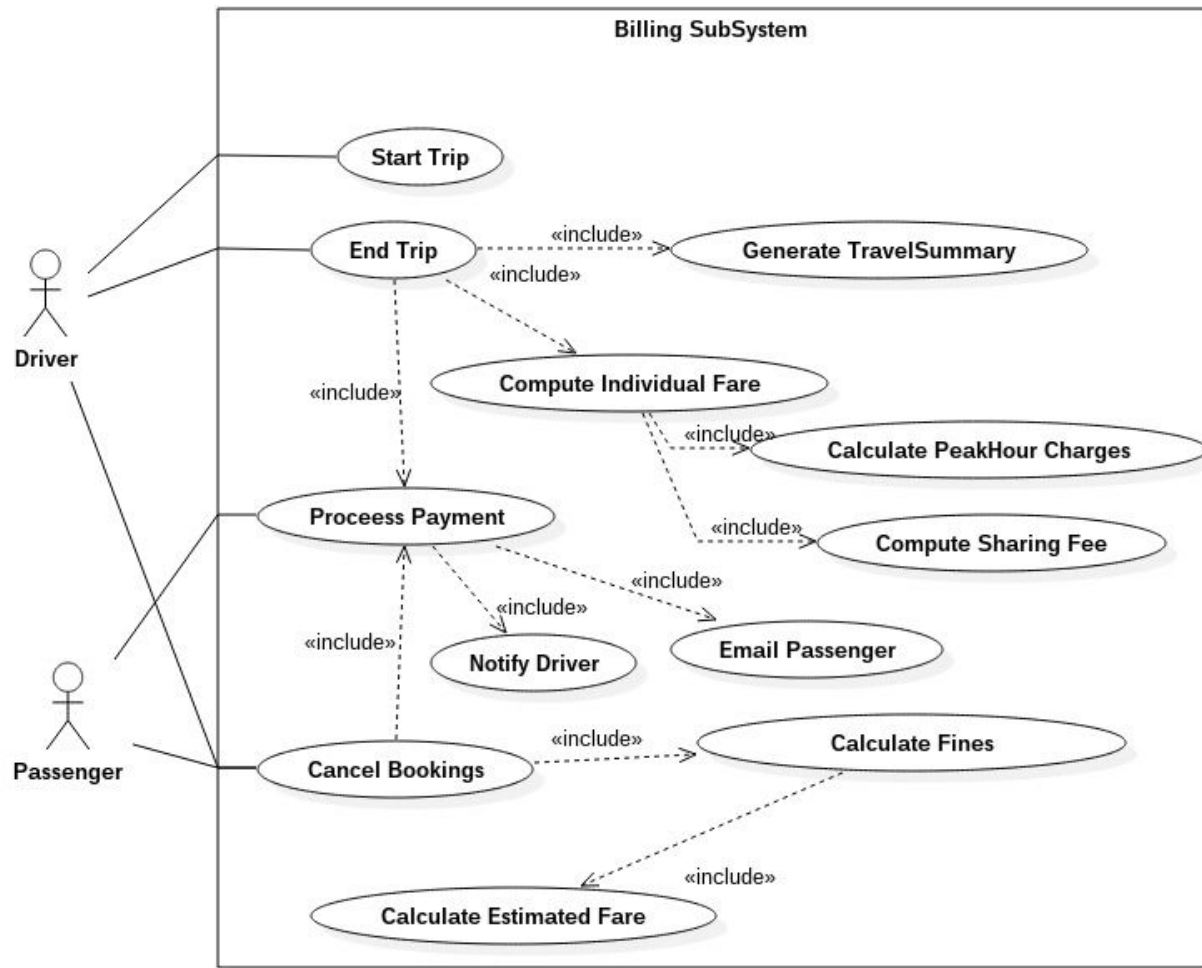 Billing SubSystem
Start Trip
«include»
End Trip
Generate TravelSummary
«include»
Driver
Compute Individual Fare
«include»
«include»
Calculate PeakHour Charges
Proceess Payment
«include»
Compute Sharing Fee
«include»
«include»
«include»
Notify Driver
Email Passenger
«include»
Calculate Fines
Passenger
Cancel Bookings
«include»
Calculate Estimated Fare